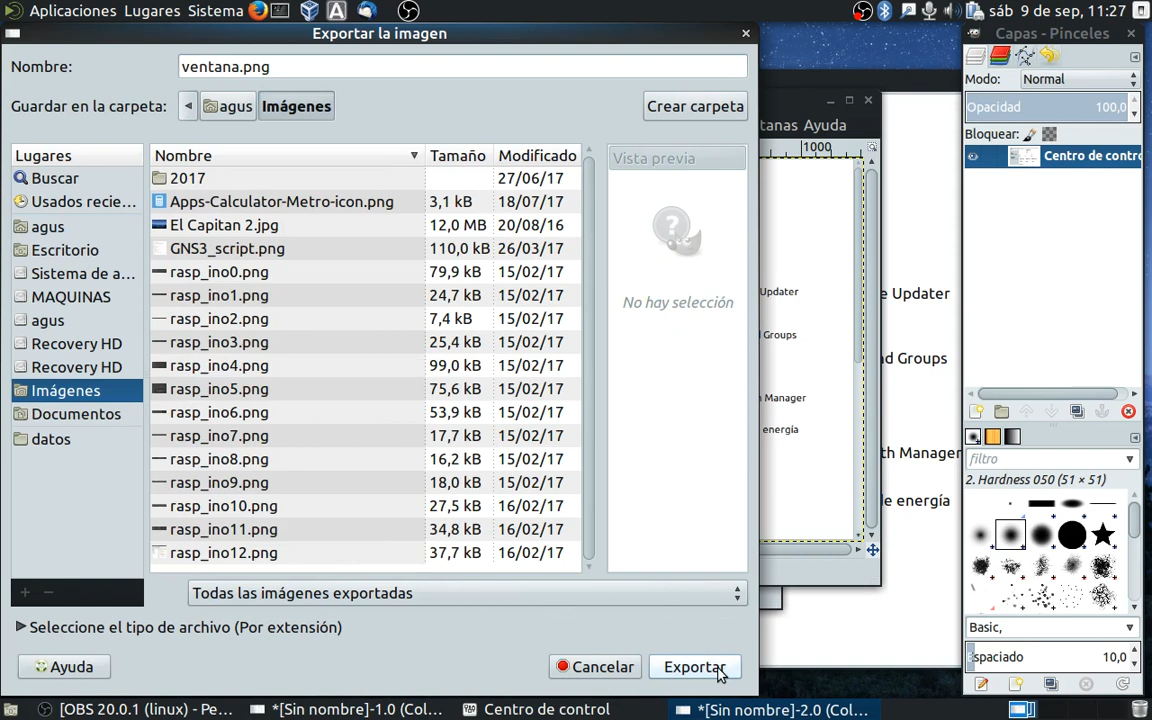 Aplicaciones Lugares Sistema
sáb 9 de sep, 11:27
Exportar la imagen
Capas - Pinceles
Nombre: ventana.png
Guardar en la carpeta: agus Imágenes
Crear carpeta
Modo: Normal
Opacidad 100,0
Bloquear:
Centro de contro
tanas Ayuda
1000
Lugares
Buscar
Usados recie...
agus
Escritorio
Sistema de a...
MAQUINAS
agus
Recovery HD
Recovery HD
Imágenes
Documentos
datos
Nombre Tamaño Modificado
2017 27/06/17
Apps-Calculator-Metro-icon.png 3,1 kB 18/07/17
El Capitan 2.jpg 12,0 MB 20/08/16
GNS3_script.png 110,0 kB 26/03/17
rasp_ino0.png 79,9 kB 15/02/17
rasp_ino1.png 24,7 kB 15/02/17
rasp_ino2.png 7,4 kB 15/02/17
rasp_ino3.png 25,4 kB 15/02/17
rasp_ino4.png 99,0 kB 15/02/17
rasp_ino5.png 75,6 kB 15/02/17
rasp_ino6.png 53,9 kB 15/02/17
rasp_ino7.png 17,7 kB 15/02/17
rasp_ino8.png 16,2 kB 15/02/17
rasp_ino9.png 18,0 kB 15/02/17
rasp_ino10.png 27,5 kB 16/02/17
rasp_ino11.png 34,8 kB 16/02/17
rasp_ino12.png 37,7 kB 16/02/17
Vista previa
No hay selección
Updater
Groups
Manager
energía
e Updater
nd Groups
th Manager
e energía
filtro
2. Hardness 050 (51 × 51)
Basic,
Espaciado 10,0
Todas las imágenes exportadas
Seleccione el tipo de archivo (Por extensión)
Ayuda
Cancelar
Exportar
[OBS 20.0.1 (linux) - Pe...
*[Sin nombre]-1.0 (Col...
Centro de control
*[Sin nombre]-2.0 (Col...